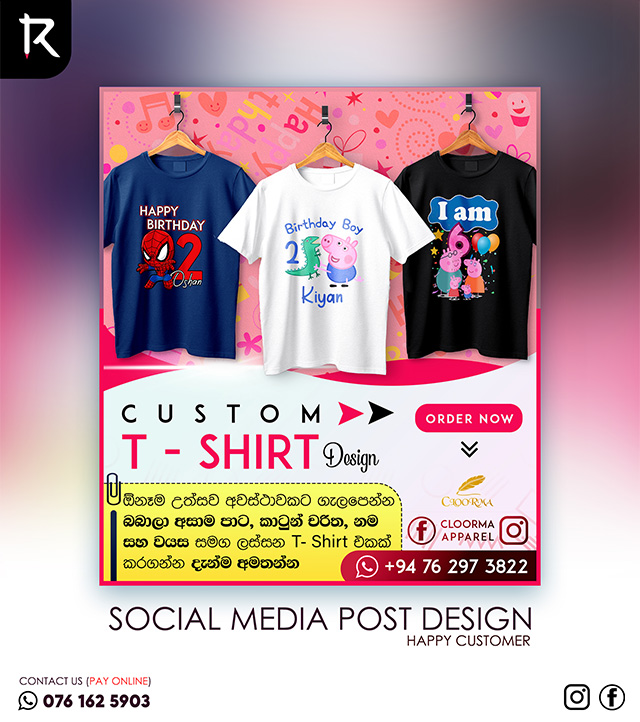 HAPPY
BIRTHDAY
2
Oshan
Birthday Boy
2
Kiyan
I am
6
CUSTOM
T - SHIRT Design
ORDER NOW
CLOORMA
CLOORMA
APPAREL
ඕනෑම උත්සව අවස්ථාවකට ගැලපෙන්න
බබාලා අසාම පාට, කාටුන් චරිත, නම
සහ වයස සමග ලස්සන T- Shirt එකක්
කරගන්න දැන්ම අමතන්න
+94 76 297 3822
SOCIAL MEDIA POST DESIGN
HAPPY CUSTOMER
CONTACT US (PAY ONLINE)
076 162 5903